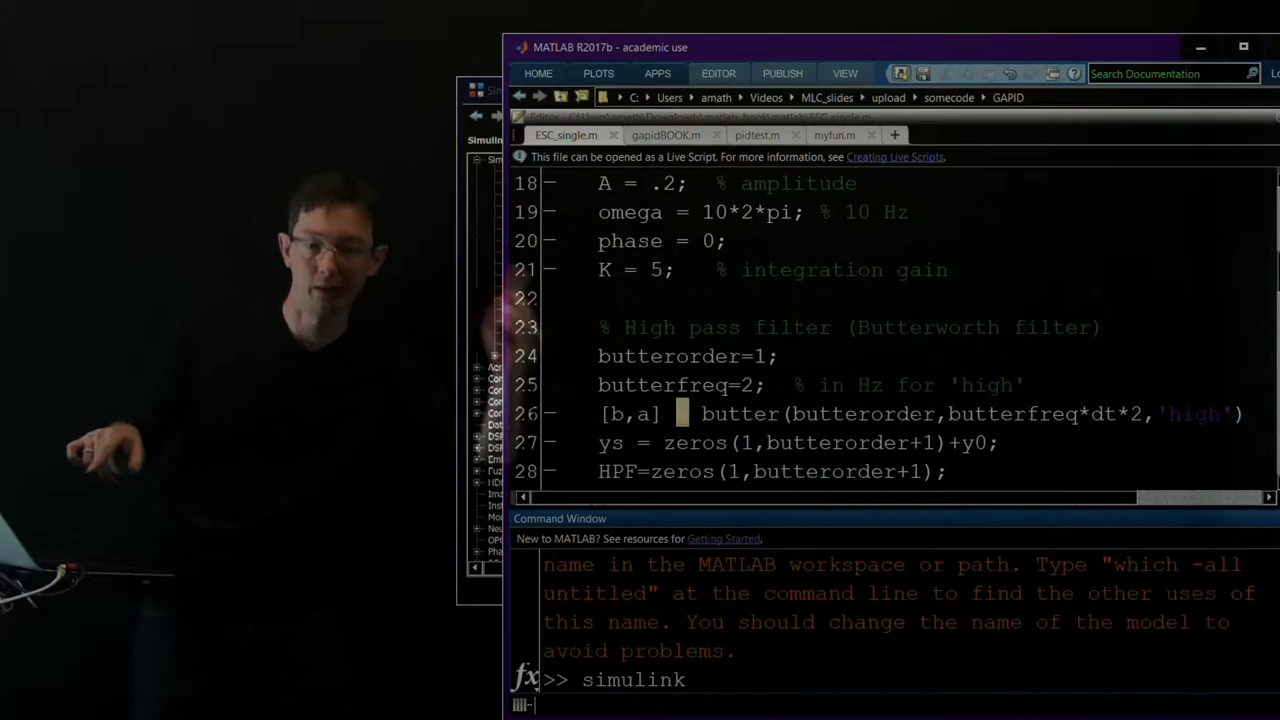 MATLAB R2017b - academic use
HOME PLOTS APPS EDITOR PUBLISH VIEW Search Documentation
C: Users amath Videos MLC_slides upload somecode GAPID
ESC_single.m gapidBOOK.m pidtest.m myfun.m +
This file can be opened as a Live Script. For more information, see Creating Live Scripts.
18 A = .2; % amplitude
19 omega = 10*2*pi; % 10 Hz
20 phase = 0;
21 K = 5; % integration gain
22
23 % High pass filter (Butterworth filter)
24 butterorder=1;
25 butterfreq=2; % in Hz for 'high'
26 [b,a] butter(butterorder,butterfreq*dt*2,'high')
27 ys = zeros(1,butterorder+1)+y0;
28 HPF=zeros(1,butterorder+1);
Command Window
New to MATLAB? See resources for Getting Started.
name in the MATLAB workspace or path. Type "which -all
untitled" at the command line to find the other uses of
this name. You should change the name of the model to
avoid problems.
fx >> simulink